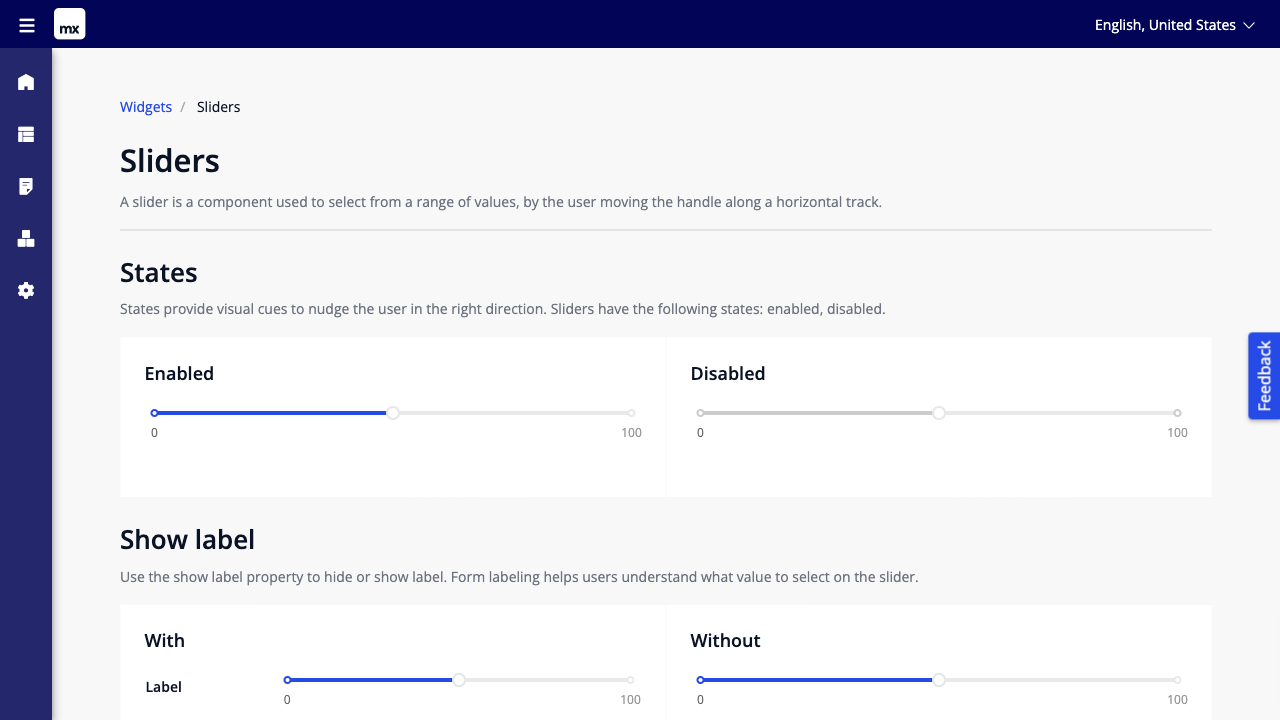 mx
English, United States
Widgets / Sliders
Sliders
A slider is a component used to select from a range of values, by the user moving the handle along a horizontal track.
States
States provide visual cues to nudge the user in the right direction. Sliders have the following states: enabled, disabled.
Enabled
0 100
Disabled
0 100
Feedback
Show label
Use the show label property to hide or show label. Form labeling helps users understand what value to select on the slider.
With
Label
0 100
Without
0 100